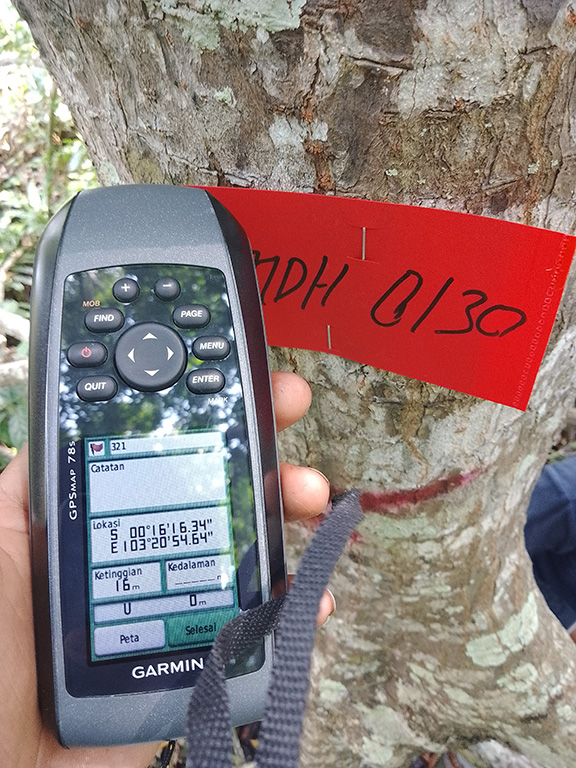 MOB
FIND
PAGE
MENU
QUIT
ENTER
MARK
GPSMAP 78s
321
Catatan
Lokasi
S 00°16'16.34"
E 103°20'54.64"
Ketinggian
16m
Kedalaman
_____m
U 0m
Peta
Selesai
GARMIN
MDH 0130